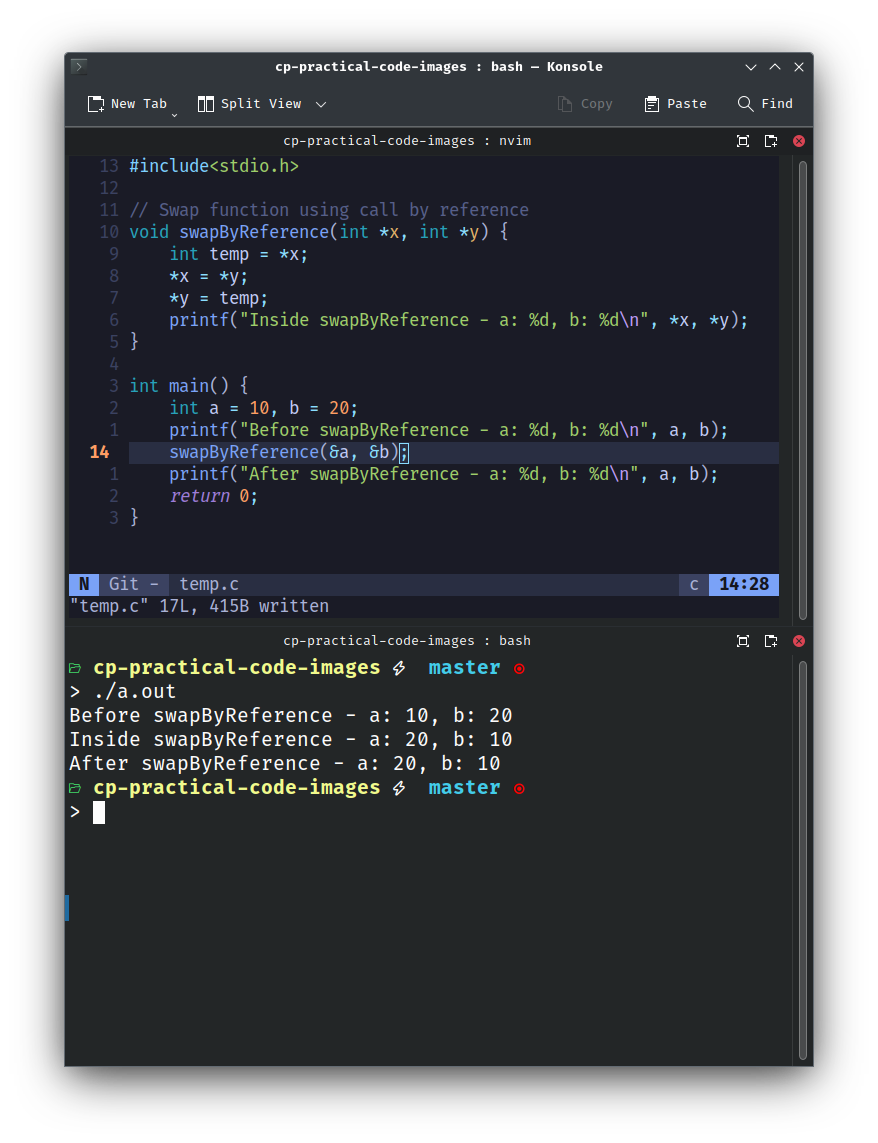 cp-practical-code-images : bash — Konsole
New Tab Split View Copy Paste Find
cp-practical-code-images : nvim
13 #include<stdio.h>
12
11 // Swap function using call by reference
10 void swapByReference(int *x, int *y) {
9     int temp = *x;
8     *x = *y;
7     *y = temp;
6     printf("Inside swapByReference - a: %d, b: %d\n", *x, *y);
5 }
4
3 int main() {
2     int a = 10, b = 20;
1     printf("Before swapByReference - a: %d, b: %d\n", a, b);
14     swapByReference(&a, &b);
1     printf("After swapByReference - a: %d, b: %d\n", a, b);
2     return 0;
3 }
N Git - temp.c c 14:28
"temp.c" 17L, 415B written
cp-practical-code-images : bash
cp-practical-code-images ⚡ master
> ./a.out
Before swapByReference - a: 10, b: 20
Inside swapByReference - a: 20, b: 10
After swapByReference - a: 20, b: 10
cp-practical-code-images ⚡ master
>